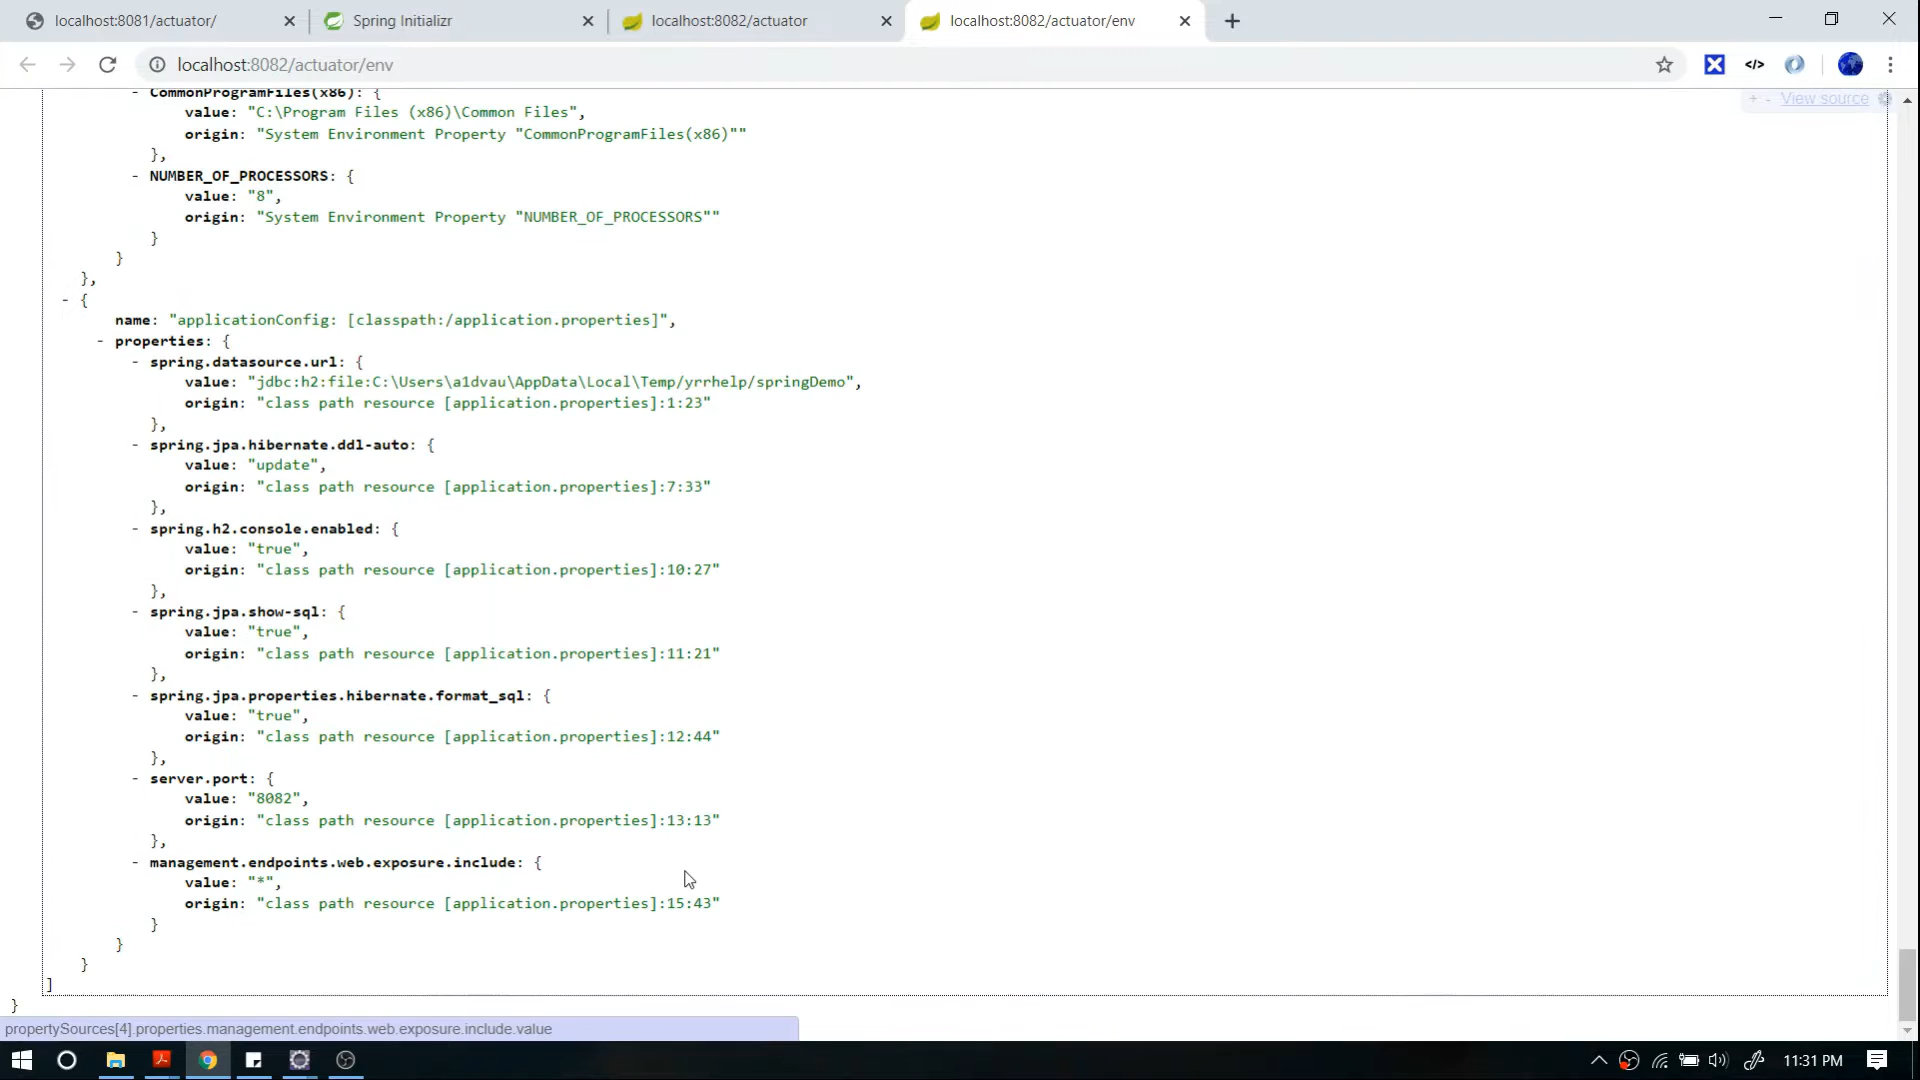 localhost:8081/actuator/
Spring Initializr
localhost:8082/actuator
localhost:8082/actuator/env
localhost:8082/actuator/env
+ - View source
- CommonProgramFiles(x86): {
value: "C:\Program Files (x86)\Common Files",
origin: "System Environment Property "CommonProgramFiles(x86)""
},
- NUMBER_OF_PROCESSORS: {
value: "8",
origin: "System Environment Property "NUMBER_OF_PROCESSORS""
}
}
},
- {
name: "applicationConfig: [classpath:/application.properties]",
- properties: {
- spring.datasource.url: {
value: "jdbc:h2:file:C:\Users\a1dvau\AppData\Local\Temp/yrrhelp/springDemo",
origin: "class path resource [application.properties]:1:23"
},
- spring.jpa.hibernate.ddl-auto: {
value: "update",
origin: "class path resource [application.properties]:7:33"
},
- spring.h2.console.enabled: {
value: "true",
origin: "class path resource [application.properties]:10:27"
},
- spring.jpa.show-sql: {
value: "true",
origin: "class path resource [application.properties]:11:21"
},
- spring.jpa.properties.hibernate.format_sql: {
value: "true",
origin: "class path resource [application.properties]:12:44"
},
- server.port: {
value: "8082",
origin: "class path resource [application.properties]:13:13"
},
- management.endpoints.web.exposure.include: {
value: "*",
origin: "class path resource [application.properties]:15:43"
}
}
}
]
}
propertySources[4].properties.management.endpoints.web.exposure.include.value
11:31 PM